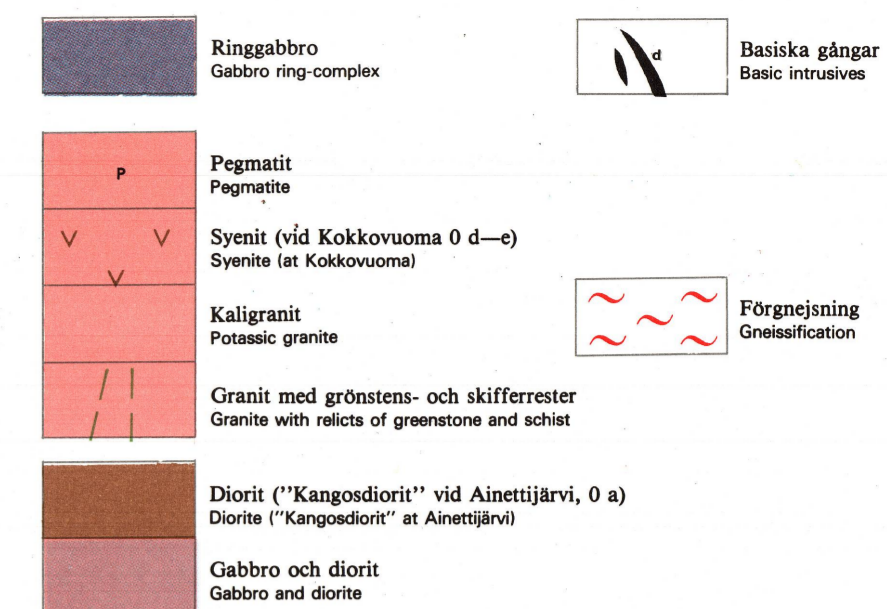 Ringgabbro
Gabbro ring-complex
d
Basiska gångar
Basic intrusives
P
Pegmatit
Pegmatite
Syenit (vid Kokkovuoma 0 d—e)
Syenite (at Kokkovuoma)
Kaligranit
Potassic granite
Förgnejsning
Gneissification
Granit med grönstens- och skifferrester
Granite with relicts of greenstone and schist
Diorit (”Kangosdiorit” vid Ainettijärvi, 0 a)
Diorite (”Kangosdiorit” at Ainettijärvi)
Gabbro och diorit
Gabbro and diorite